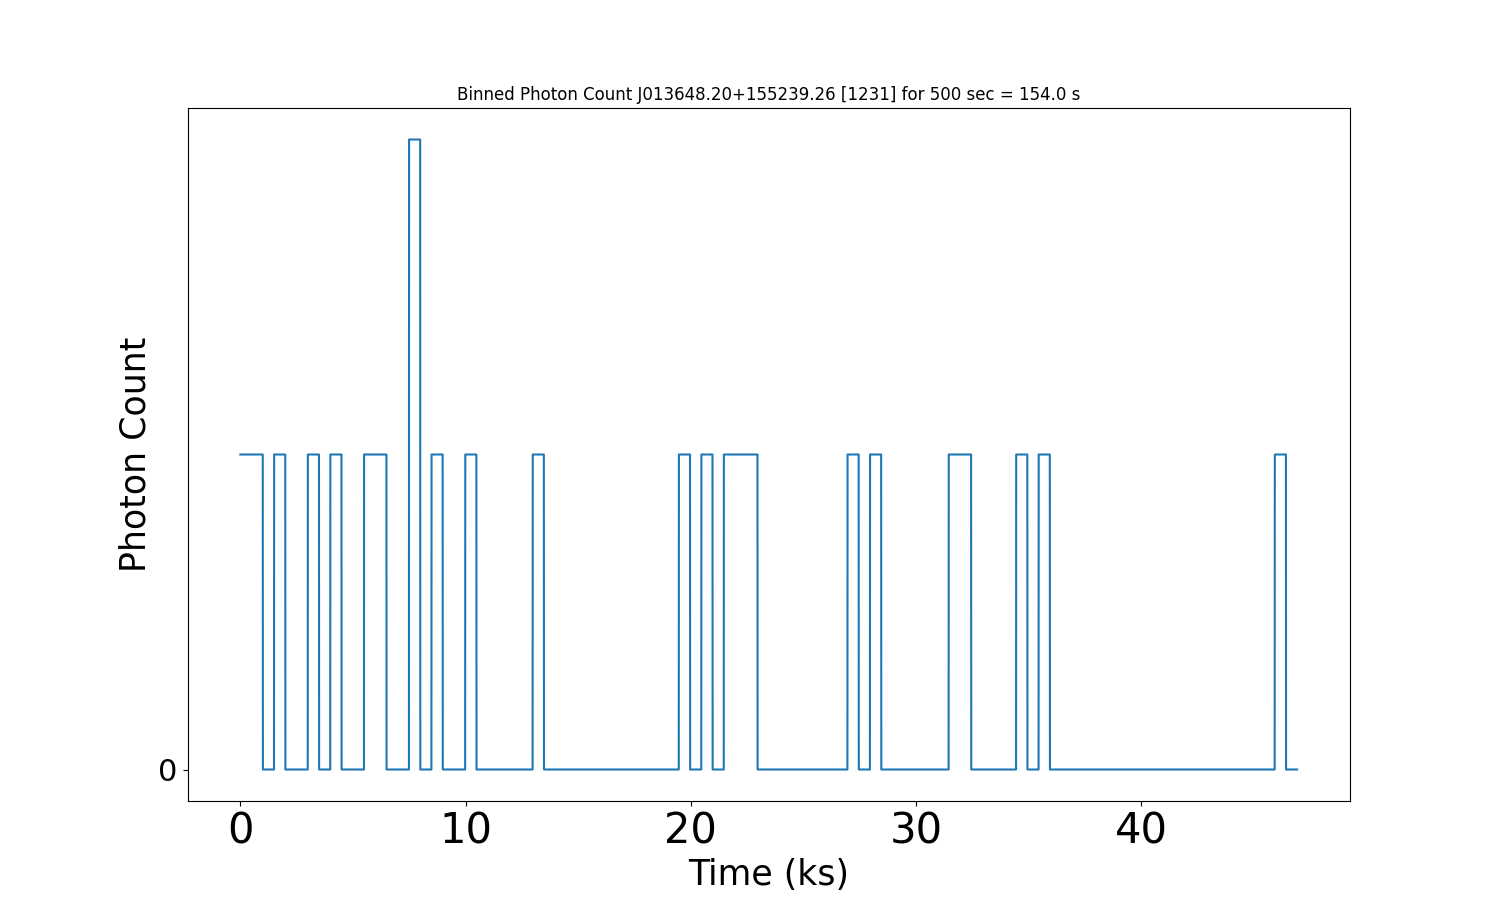 Binned Photon Count J013648.20+155239.26 [1231] for 500 sec = 154.0 s
Photon Count
0
0 10 20 30 40
Time (ks)